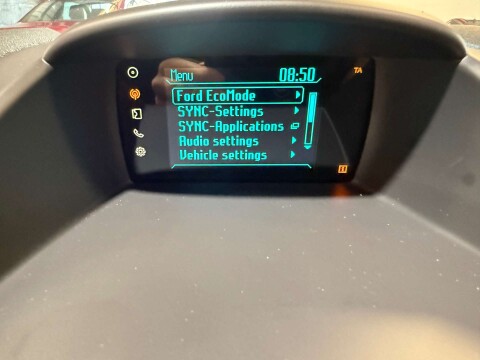 Menu 08:50 TA
Ford EcoMode
SYNC-Settings
SYNC-Applications
Audio settings
Vehicle settings